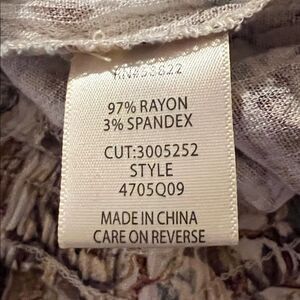 97% RAYON
3% SPANDEX
CUT:3005252
STYLE
4705Q09
MADE IN CHINA
CARE ON REVERSE